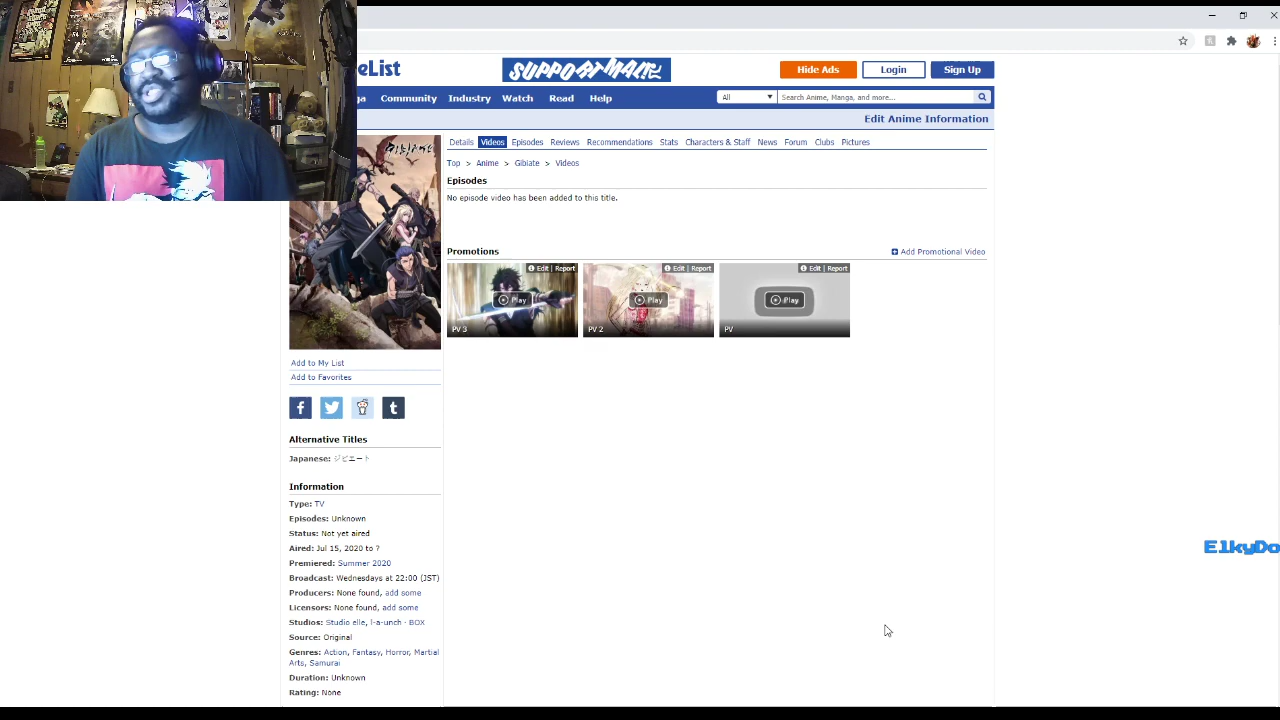 eList
SUPPORT MAL
Hide Ads
Login
Sign Up
ga
Community
Industry
Watch
Read
Help
All
Search Anime, Manga, and more...
Edit Anime Information
Details
Videos
Episodes
Reviews
Recommendations
Stats
Characters & Staff
News
Forum
Clubs
Pictures
Top > Anime > Gibiate > Videos
Episodes
No episode video has been added to this title.
Promotions
Add Promotional Video
Edit | Report
Play
PV 3
Edit | Report
Play
PV 2
Edit | Report
Play
PV
Add to My List
Add to Favorites
Alternative Titles
Japanese: ジビエート
Information
Type: TV
Episodes: Unknown
Status: Not yet aired
Aired: Jul 15, 2020 to ?
Premiered: Summer 2020
Broadcast: Wednesdays at 22:00 (JST)
Producers: None found, add some
Licensors: None found, add some
Studios: Studio elle, l-a-unch・BOX
Source: Original
Genres: Action, Fantasy, Horror, Martial
Arts, Samurai
Duration: Unknown
Rating: None
E1kyDo